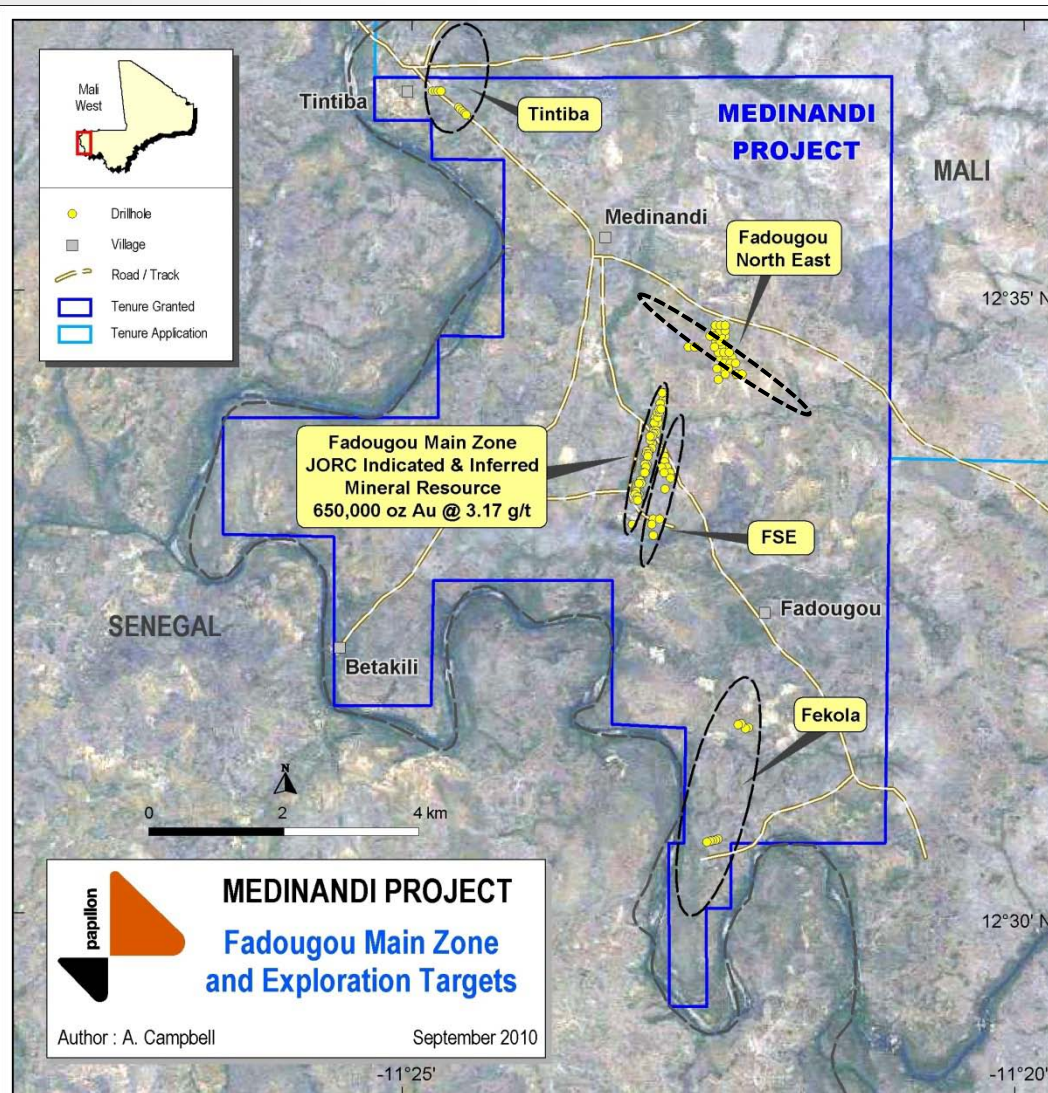 Mali
West
Drillhole
Village
Road / Track
Tenure Granted
Tenure Application
Tintiba
Tintiba
MEDINANDI
PROJECT
MALI
Medinandi
Fadougou
North East
12°35' N
Fadougou Main Zone
JORC Indicated & Inferred
Mineral Resource
650,000 oz Au @ 3.17 g/t
FSE
SENEGAL
Fadougou
Betakili
Fekola
N
0 2 4 km
12°30' N
papillon
MEDINANDI PROJECT
Fadougou Main Zone
and Exploration Targets
Author : A. Campbell September 2010
-11°25' -11°20'